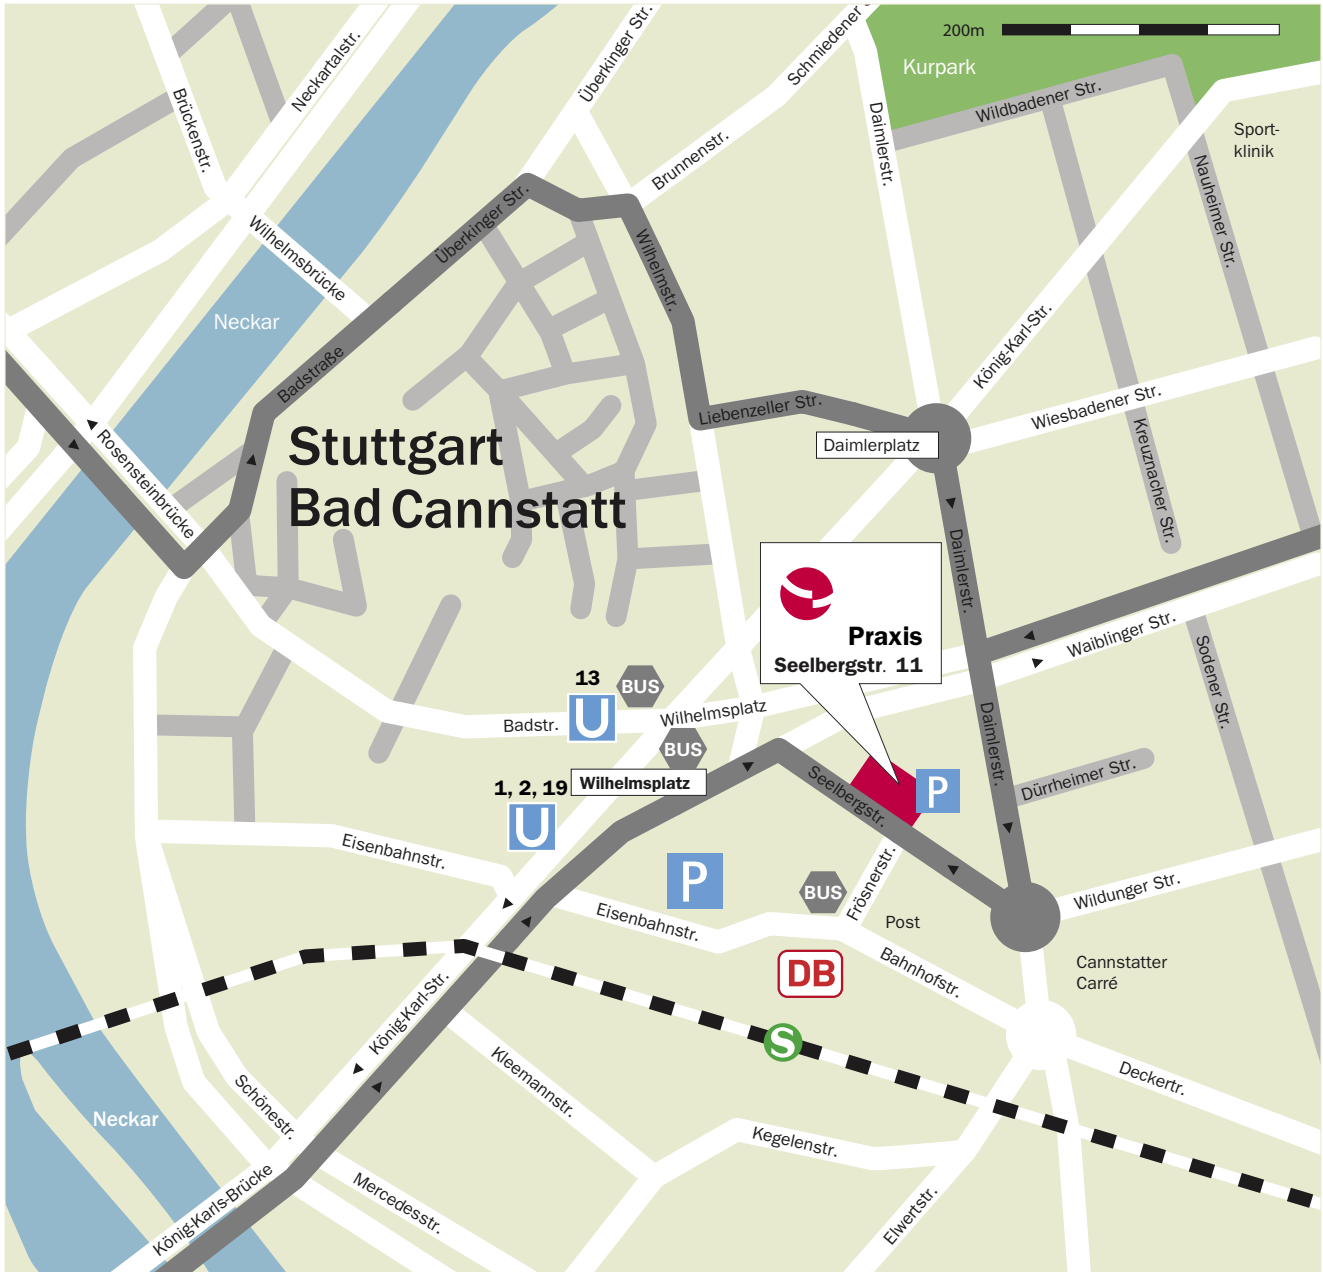 200m
Kurpark
Überkinger Str.
Schmiedener
Neckartalstr.
Brückenstr.
Wildbadener Str.
Daimlerstr.
Sport-
klinik
Brunnenstr.
Nauheimer Str.
Überkinger Str.
Wilhelmsbrücke
Wilhelmstr.
Neckar
König-Karl-Str.
Badstraße
Liebenzeller Str.
Wiesbadener Str.
Daimlerplatz
Kreuznacher Str.
Rosensteinbrücke
Stuttgart
Bad Cannstatt
Daimlerstr.
Praxis
Seelbergstr. 11
Waiblinger Str.
Sodener Str.
13
U
BUS
Badstr.
Wilhelmsplatz
BUS
Wilhelmsplatz
Daimlerstr.
1, 2, 19
U
Seelbergstr.
P
Dürrheimer Str.
Eisenbahnstr.
P
BUS
Frösnerstr.
Wildunger Str.
Eisenbahnstr.
Post
Cannstatter
Carré
DB
Bahnhofstr.
König-Karl-Str.
S
Kleemannstr.
Deckertr.
Schönestr.
Neckar
Kegelenstr.
König-Karls-Brücke
Mercedesstr.
Elwertstr.